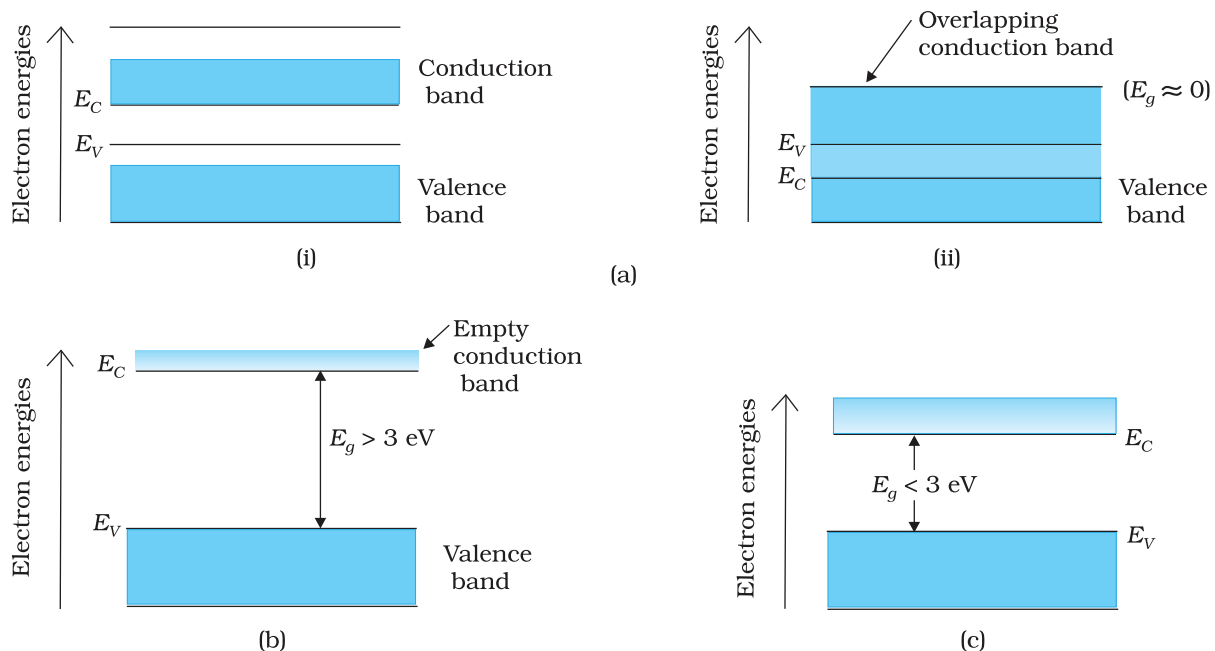 Electron energies
Conduction
band
E_C
E_V
Valence
band
(i)
Electron energies
Overlapping
conduction band
(E_g ≈ 0)
E_V
E_C
Valence
band
(ii)
(a)
Electron energies
Empty
conduction
band
E_C
E_g > 3 eV
E_V
Valence
band
(b)
Electron energies
E_C
E_g < 3 eV
E_V
(c)